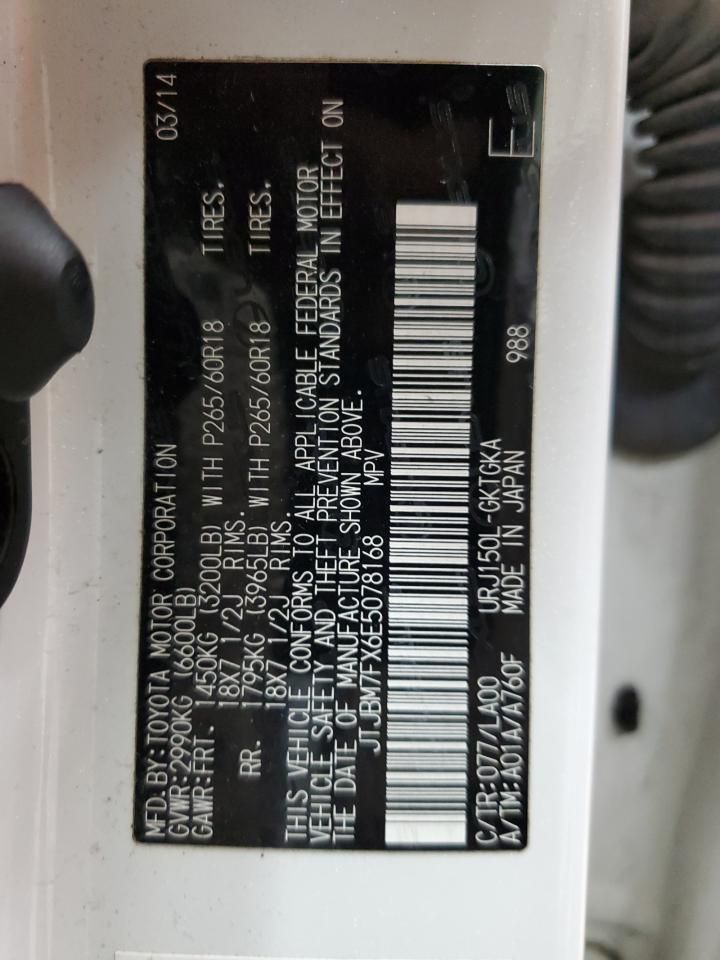 MFD.BY:TOYOTA MOTOR CORPORATION 03/14
GVWR:2990KG (6600LB)
GAWR:FRT. 1450KG (3200LB) WITH P265/60R18 TIRES,
18X7 1/2J RIMS.
RR. 1795KG (3965LB) WITH P265/60R18 TIRES,
18X7 1/2J RIMS.
THIS VEHICLE CONFORMS TO ALL APPLICABLE FEDERAL MOTOR
VEHICLE SAFETY AND THEFT PREVENTION STANDARDS IN EFFECT ON
THE DATE OF MANUFACTURE SHOWN ABOVE.
JTJBM7FX6E5078168 MPV
C/TR:077/LA00 URJ150L-GKTGKA
A/TM:A01A/A760F MADE IN JAPAN 988